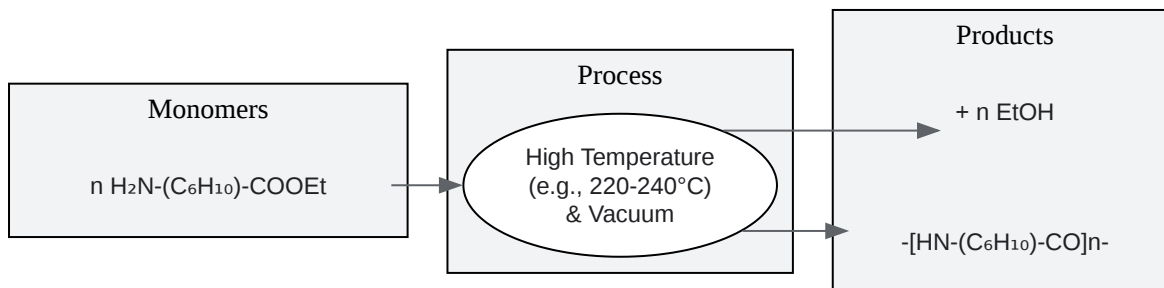 Monomers
n H₂N-(C₆H₁₀)-COOEt
Process
High Temperature
(e.g., 220-240°C)
& Vacuum
Products
+ n EtOH
-[HN-(C₆H₁₀)-CO]n-